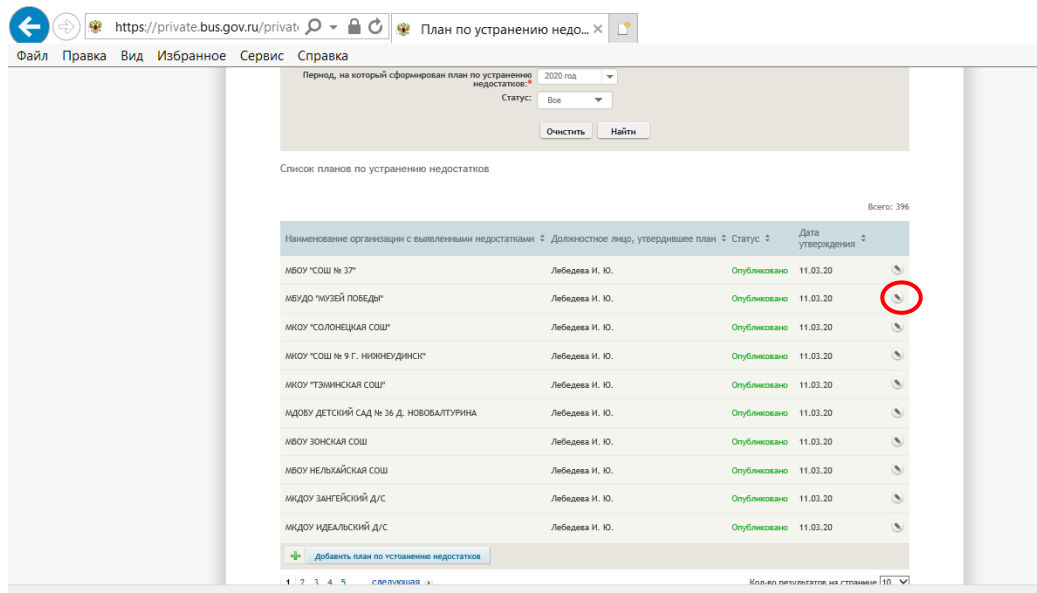 https://private.bus.gov.ru/privat
План по устранению недо...
Файл Правка Вид Избранное Сервис Справка
Период, на который сформирован план по устранению недостатков:* 2020 год
Статус: Все
Очистить Найти
Список планов по устранению недостатков
Всего: 396
Наименование организации с выявленными недостатками Должностное лицо, утвердившее план Статус Дата утверждения
МБОУ "СОШ № 37" Лебедева И. Ю. Опубликовано 11.03.20
МБУДО "МУЗЕЙ ПОБЕДЫ" Лебедева И. Ю. Опубликовано 11.03.20
МКОУ "СОЛОНЕЦКАЯ СОШ" Лебедева И. Ю. Опубликовано 11.03.20
МКОУ "СОШ № 9 Г. НИЖНЕУДИНСК" Лебедева И. Ю. Опубликовано 11.03.20
МКОУ "ТЭМИНСКАЯ СОШ" Лебедева И. Ю. Опубликовано 11.03.20
МДОБУ ДЕТСКИЙ САД № 36 Д. НОВОБАЛТУРИНА Лебедева И. Ю. Опубликовано 11.03.20
МБОУ ЗОНСКАЯ СОШ Лебедева И. Ю. Опубликовано 11.03.20
МБОУ НЕЛЬХАЙСКАЯ СОШ Лебедева И. Ю. Опубликовано 11.03.20
МКДОУ ЗАНГЕЙСКИЙ Д/С Лебедева И. Ю. Опубликовано 11.03.20
МКДОУ ИДЕАЛЬСКИЙ Д/С Лебедева И. Ю. Опубликовано 11.03.20
Добавить план по устранению недостатков
1 2 3 4 5 следующая Кол-во результатов на странице 10